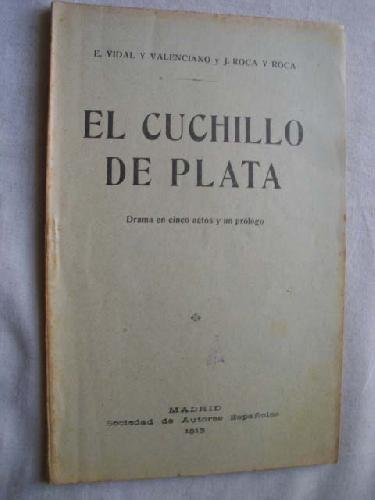 E. VIDAL Y VALENCIANO y J. ROCA Y ROCA
EL CUCHILLO
DE PLATA
Drama en cinco actos y un prólogo
MADRID
Sociedad de Autores Españoles
1913